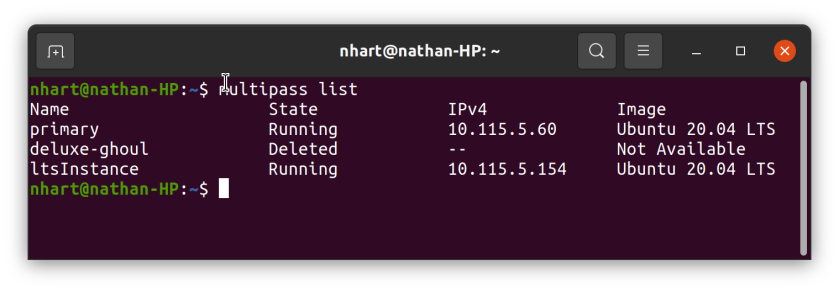 nhart@nathan-HP: ~
nhart@nathan-HP:~$ multipass list
Name State IPv4 Image
primary Running 10.115.5.60 Ubuntu 20.04 LTS
deluxe-ghoul Deleted -- Not Available
ltsInstance Running 10.115.5.154 Ubuntu 20.04 LTS
nhart@nathan-HP:~$